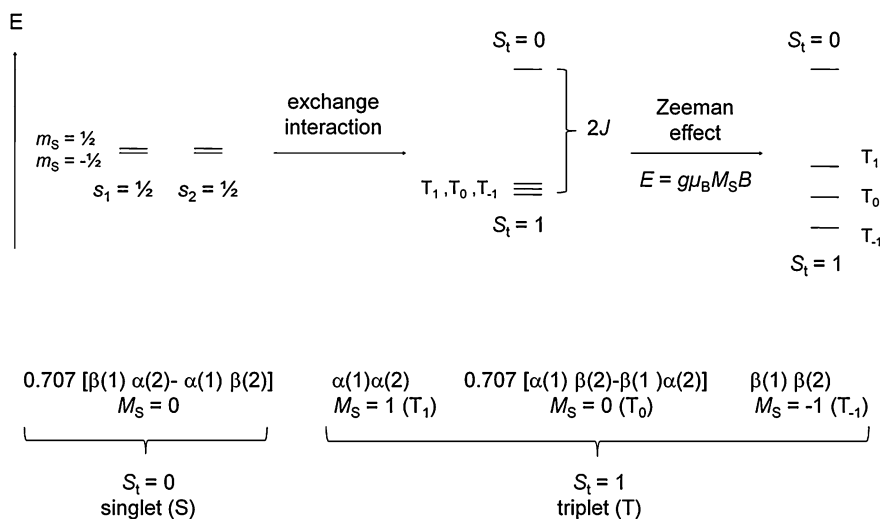 E
S_t = 0
S_t = 0
exchange
interaction
Zeeman
effect
2J
m_S = ½
m_S = -½
s_1 = ½ s_2 = ½
T_1 ,T_0 ,T_-1
S_t = 1
E = gμ_BM_SB
T_1
T_0
T_-1
S_t = 1
0.707 [β(1) α(2)- α(1) β(2)] α(1)α(2) 0.707 [α(1) β(2)-β(1 )α(2)] β(1) β(2)
M_S = 0 M_S = 1 (T_1) M_S = 0 (T_0) M_S = -1 (T_-1)
S_t = 0 S_t = 1
singlet (S) triplet (T)